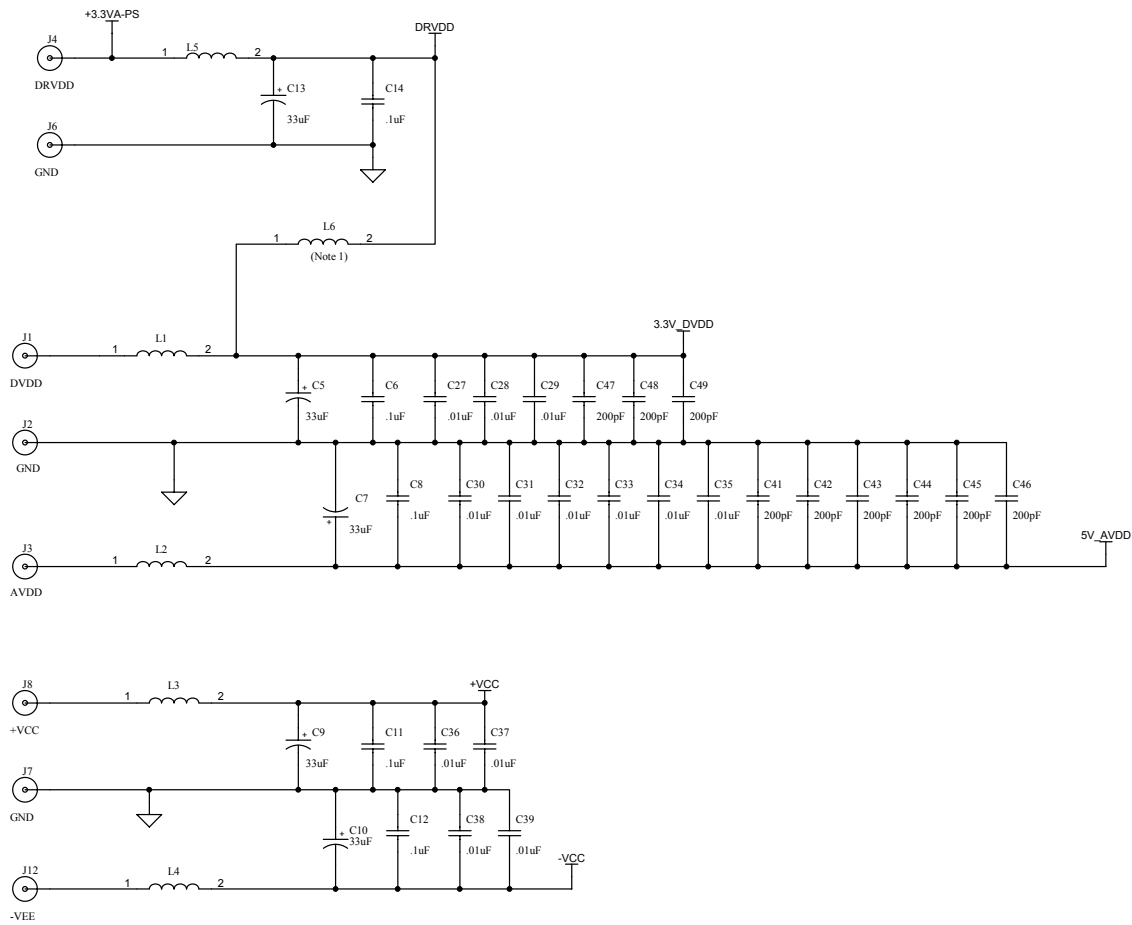 +3.3VA-PS
DRVDD
J4
1 L5 2
DRVDD
C13
33uF
C14
.1uF
J6
GND
L6
1 2
(Note 1)
3.3V_DVDD
J1
1 L1 2
DVDD
C5
33uF
C6
.1uF
C27
.01uF
C28
.01uF
C29
.01uF
C47
200pF
C48
200pF
C49
200pF
J2
GND
C7
33uF
C8
.1uF
C30
.01uF
C31
.01uF
C32
.01uF
C33
.01uF
C34
.01uF
C35
.01uF
C41
200pF
C42
200pF
C43
200pF
C44
200pF
C45
200pF
C46
200pF
5V_AVDD
J3
1 L2 2
AVDD
J8
1 L3 2
+VCC
+VCC
C9
33uF
C11
.1uF
C36
.01uF
C37
.01uF
J7
GND
C10
33uF
C12
.1uF
C38
.01uF
C39
.01uF
-VCC
J12
1 L4 2
-VEE
+
+
+
+
+